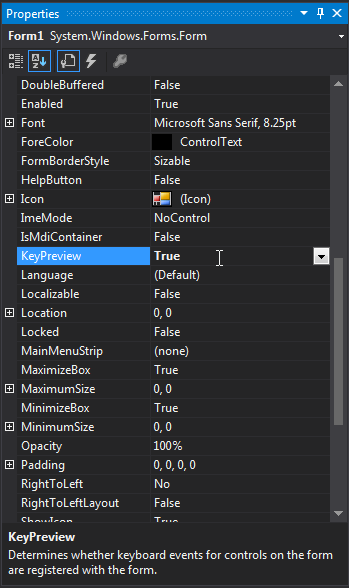 Properties
Form1 System.Windows.Forms.Form
DoubleBuffered False
Enabled True
Font Microsoft Sans Serif, 8.25pt
ForeColor ControlText
FormBorderStyle Sizable
HelpButton False
Icon (Icon)
ImeMode NoControl
IsMdiContainer False
KeyPreview True
Language (Default)
Localizable False
Location 0, 0
Locked False
MainMenuStrip (none)
MaximizeBox True
MaximumSize 0, 0
MinimizeBox True
MinimumSize 0, 0
Opacity 100%
Padding 0, 0, 0, 0
RightToLeft No
RightToLeftLayout False
ShowIcon True
KeyPreview
Determines whether keyboard events for controls on the form
are registered with the form.